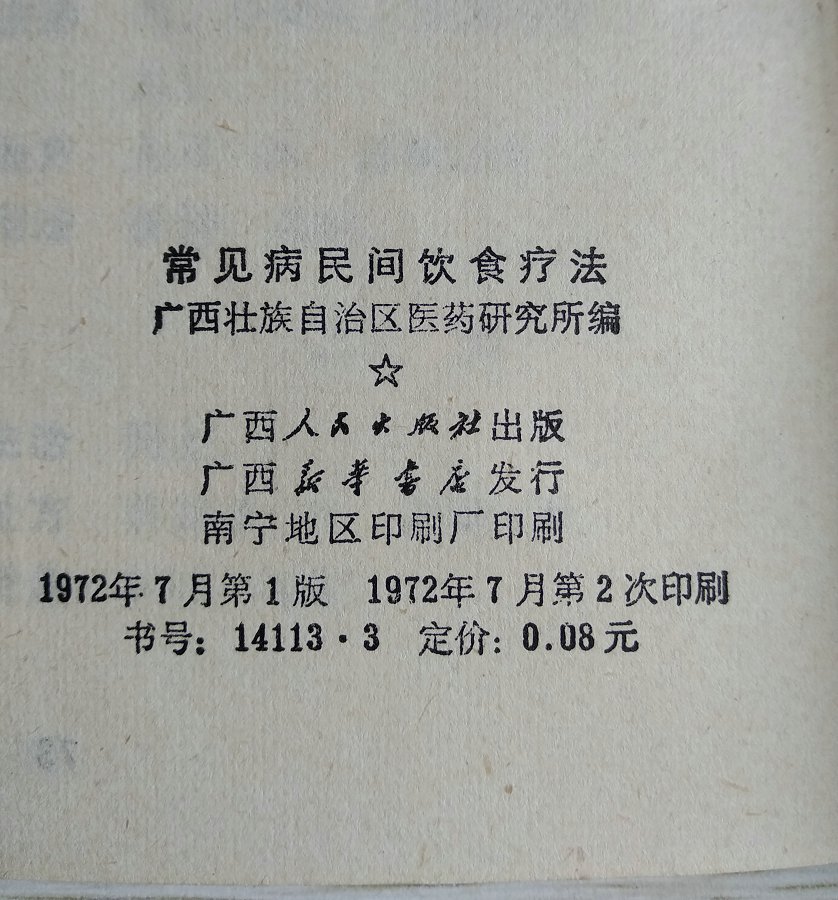 常见病民间饮食疗法
广西壮族自治区医药研究所编
☆
广西人民出版社出版
广西新华书店发行
南宁地区印刷厂印刷
1972年7月第1版 1972年7月第2次印刷
书号：14113·3 定价：0.08元